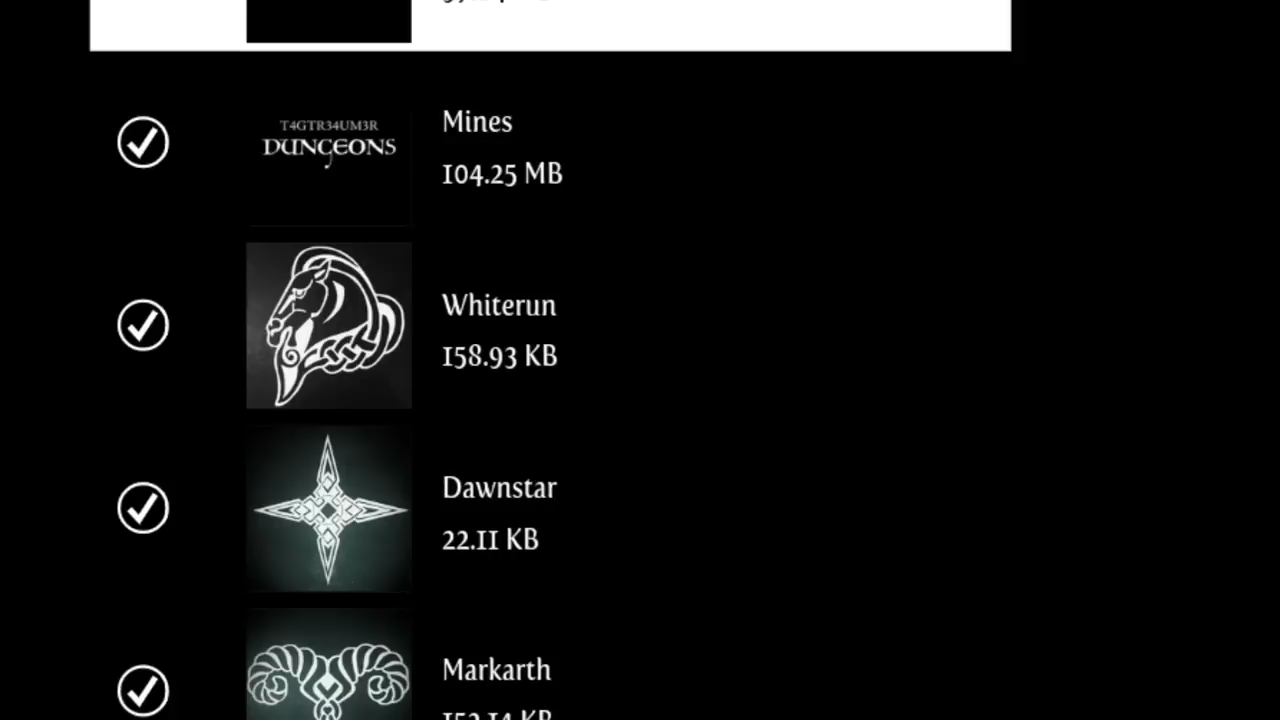 T4GTR34UM3R
DUNGEONS
Mines
104.25 MB
Whiterun
158.93 KB
Dawnstar
22.11 KB
Markarth